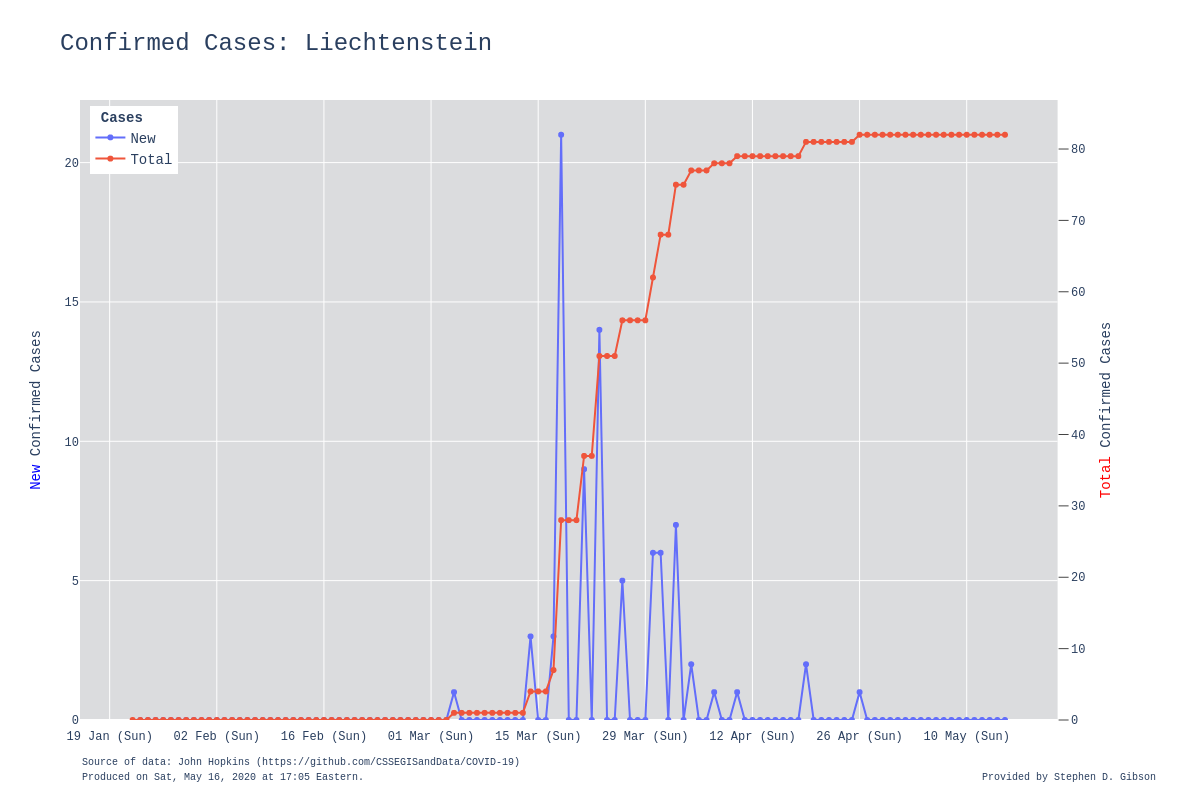 Confirmed Cases: Liechtenstein
Cases
New
Total
20
15
10
5
0
80
70
60
50
40
30
20
10
0
New Confirmed Cases
Total Confirmed Cases
19 Jan (Sun) 02 Feb (Sun) 16 Feb (Sun) 01 Mar (Sun) 15 Mar (Sun) 29 Mar (Sun) 12 Apr (Sun) 26 Apr (Sun) 10 May (Sun)
Source of data: John Hopkins (https://github.com/CSSEGISandData/COVID-19)
Produced on Sat, May 16, 2020 at 17:05 Eastern.
Provided by Stephen D. Gibson